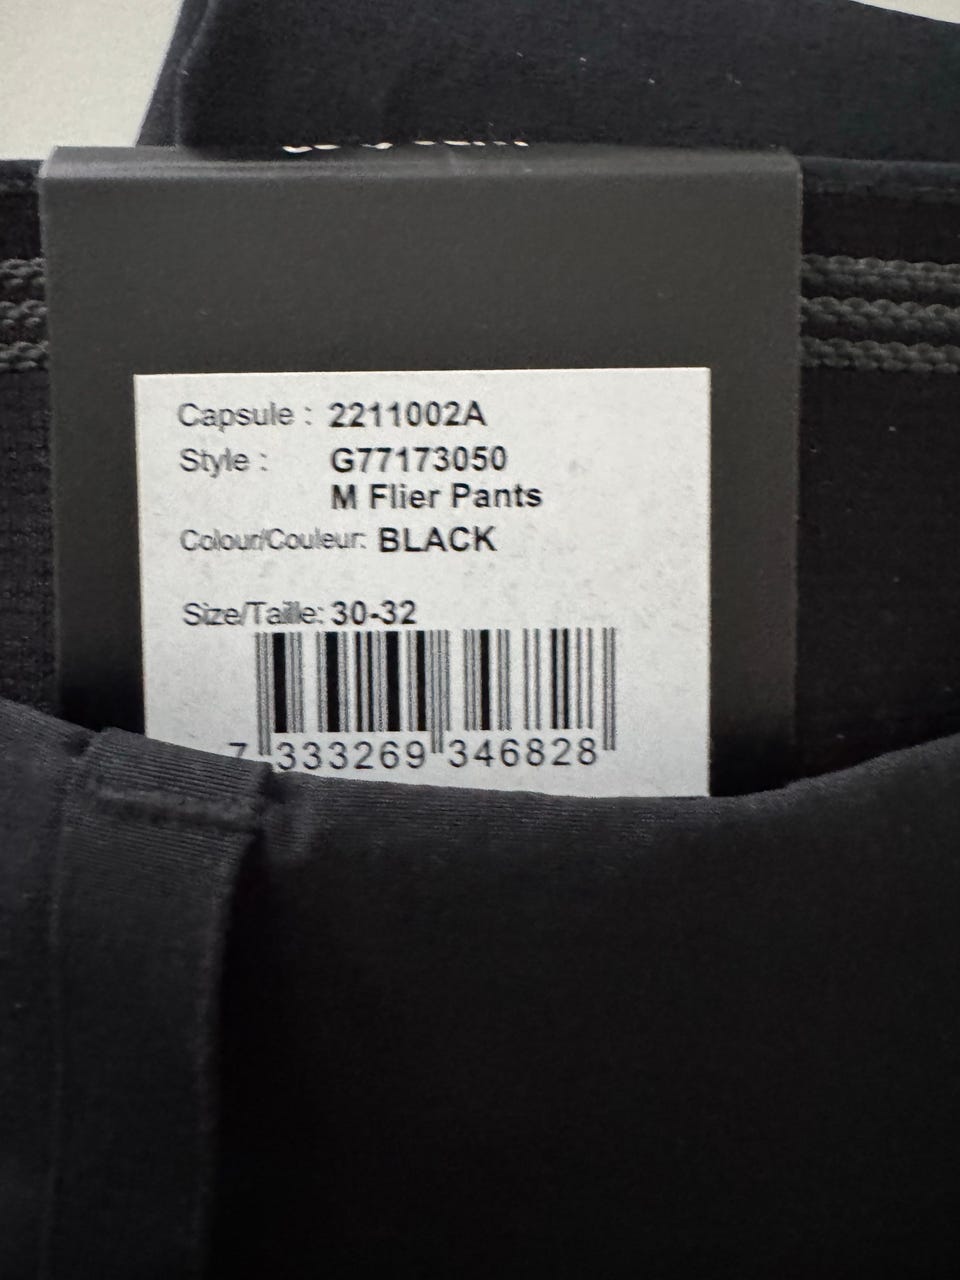 Capsule : 2211002A
Style : G77173050
M Flier Pants
Colour/Couleur: BLACK
Size/Taille: 30-32
7 333269 346828